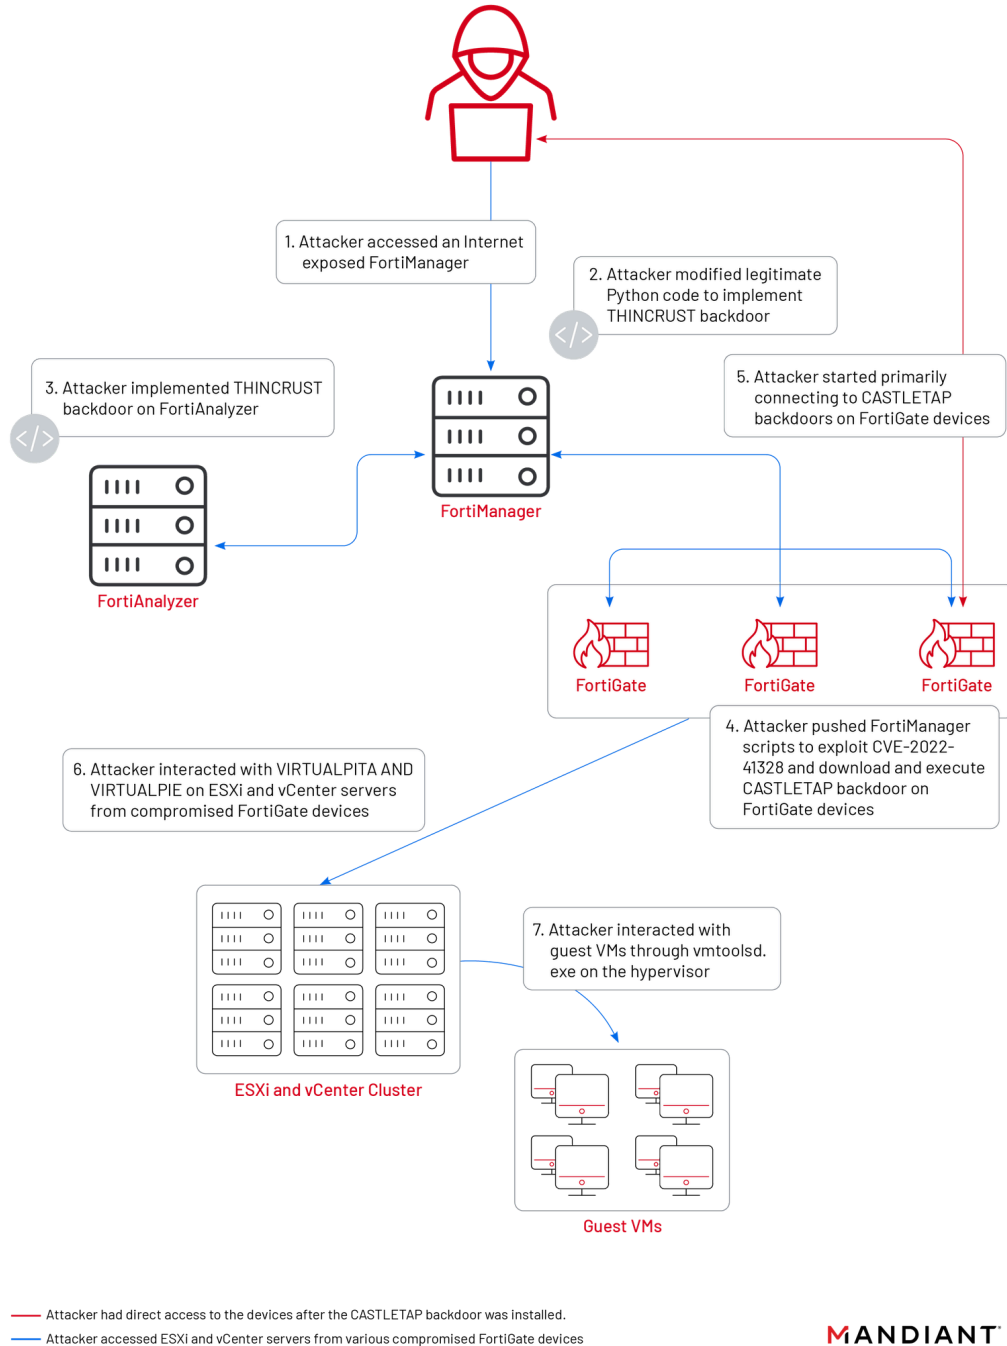 1. Attacker accessed an Internet
exposed FortiManager
2. Attacker modified legitimate
Python code to implement
THINCRUST backdoor
</>
3. Attacker implemented THINCRUST
backdoor on FortiAnalyzer
</>
5. Attacker started primarily
connecting to CASTLETAP
backdoors on FortiGate devices
FortiManager
FortiAnalyzer
FortiGate
FortiGate
FortiGate
4. Attacker pushed FortiManager
scripts to exploit CVE-2022-
41328 and download and execute
CASTLETAP backdoor on
FortiGate devices
6. Attacker interacted with VIRTUALPITA AND
VIRTUALPIE on ESXi and vCenter servers
from compromised FortiGate devices
7. Attacker interacted with
guest VMs through vmtoolsd.
exe on the hypervisor
ESXi and vCenter Cluster
Guest VMs
Attacker had direct access to the devices after the CASTLETAP backdoor was installed.
Attacker accessed ESXi and vCenter servers from various compromised FortiGate devices
MANDIANT